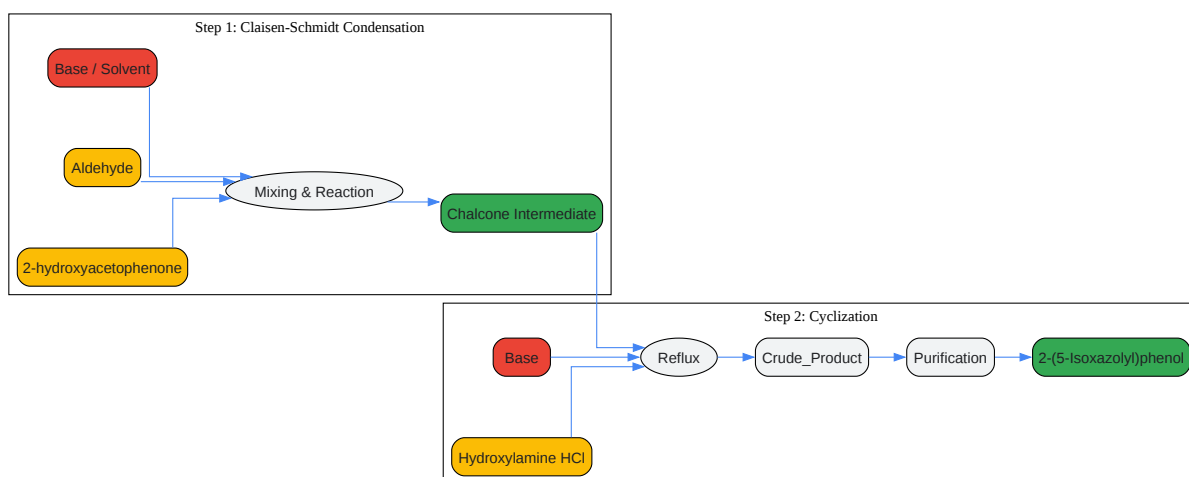 Step 1: Claisen-Schmidt Condensation
Base / Solvent
Aldehyde
Mixing & Reaction
Chalcone Intermediate
2-hydroxyacetophenone
Step 2: Cyclization
Base
Reflux
Crude_Product
Purification
2-(5-Isoxazolyl)phenol
Hydroxylamine HCl